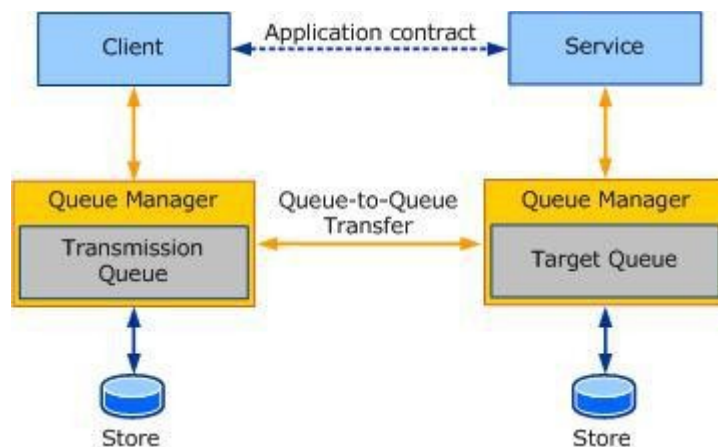 Client
Application contract
Service
Queue Manager
Transmission
Queue
Queue-to-Queue
Transfer
Queue Manager
Target Queue
Store
Store